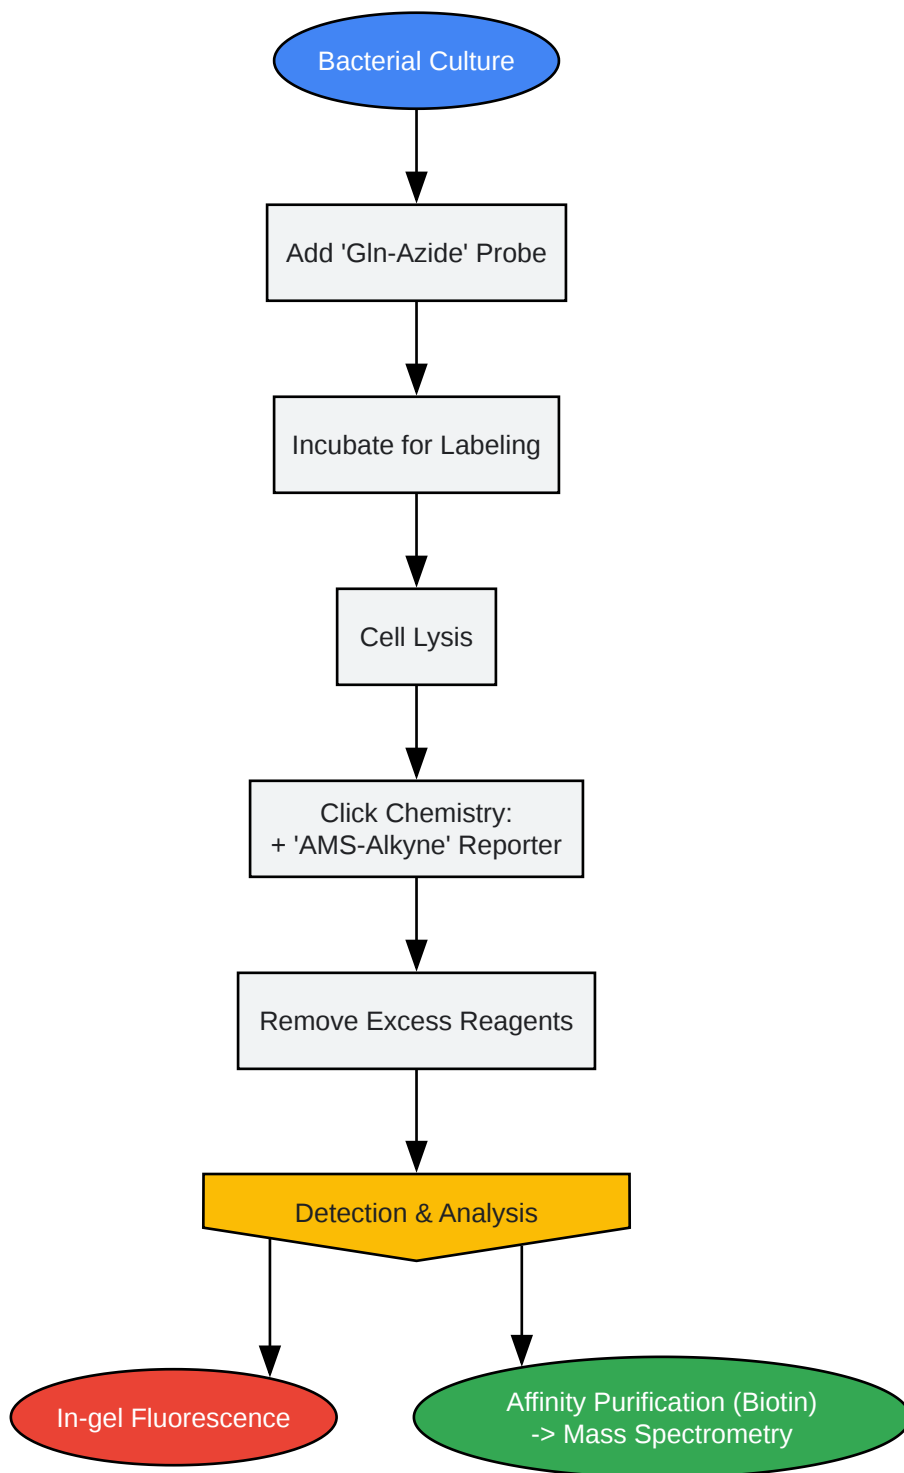 Bacterial Culture
Add 'Gln-Azide' Probe
Incubate for Labeling
Cell Lysis
Click Chemistry:
+ 'AMS-Alkyne' Reporter
Remove Excess Reagents
Detection & Analysis
In-gel Fluorescence
Affinity Purification (Biotin)
-> Mass Spectrometry